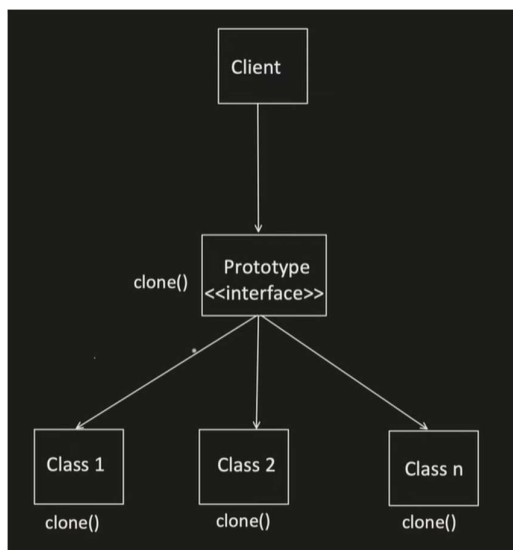 Client
Prototype
clone()
<<interface>>
Class 1
Class 2
Class n
clone()
clone()
clone()